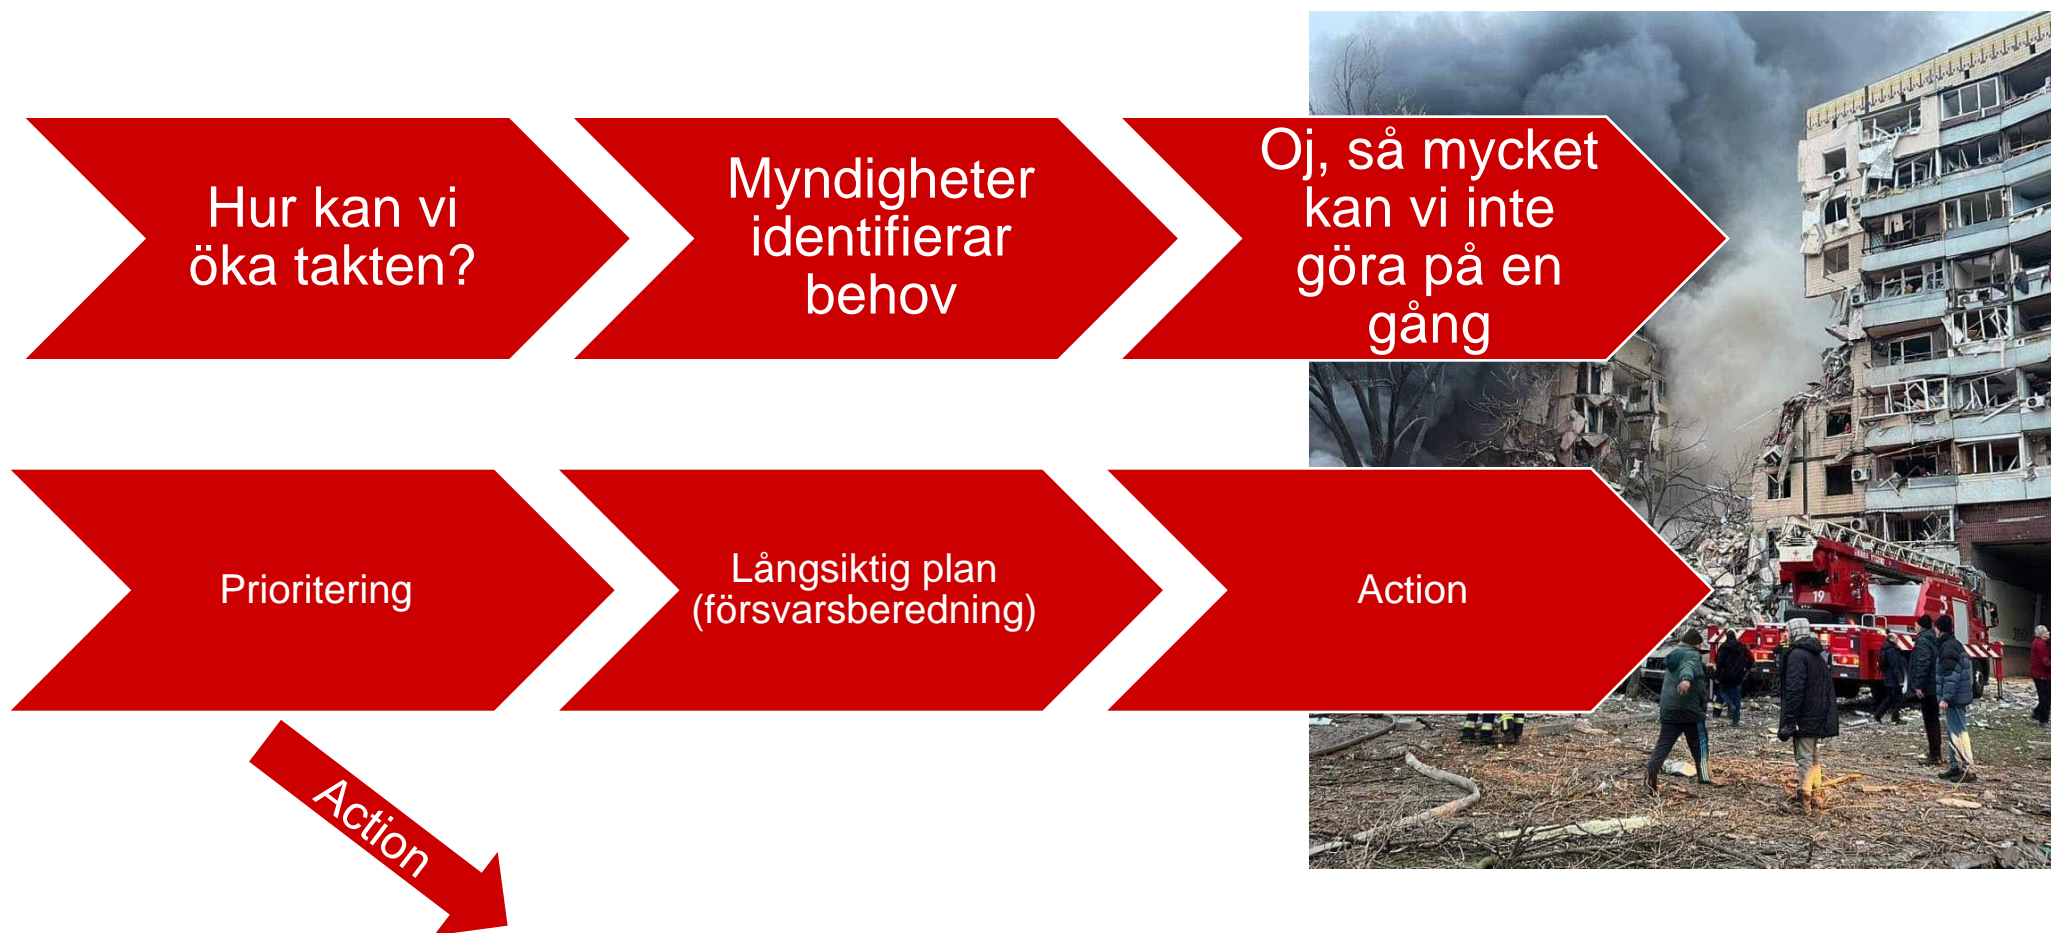 Hur kan vi
öka takten?
Myndigheter
identifierar
behov
Oj, så mycket
kan vi inte
göra på en
gång
Prioritering
Långsiktig plan
(försvarsberedning)
Action
Action
19